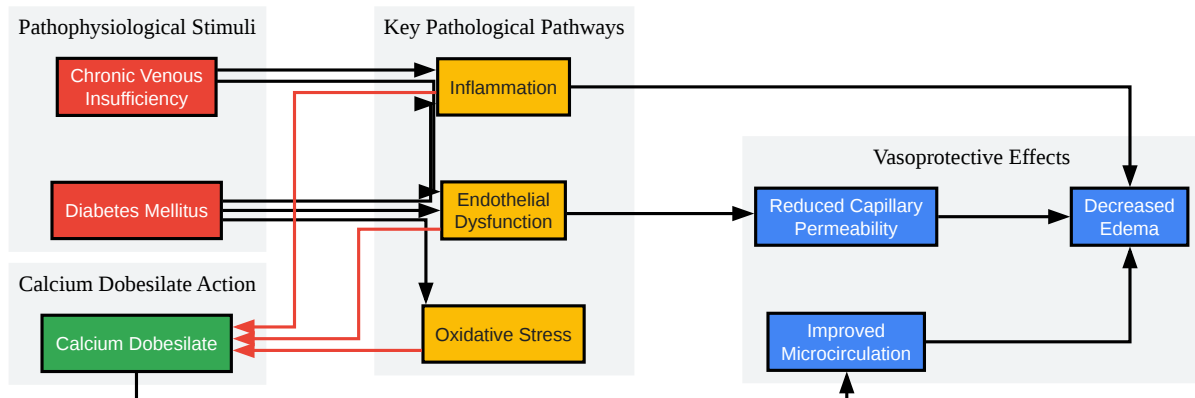 Pathophysiological Stimuli
Key Pathological Pathways
Chronic Venous
Insufficiency
Inflammation
Vasoprotective Effects
Diabetes Mellitus
Endothelial
Dysfunction
Reduced Capillary
Permeability
Decreased
Edema
Calcium Dobesilate Action
Calcium Dobesilate
Oxidative Stress
Improved
Microcirculation